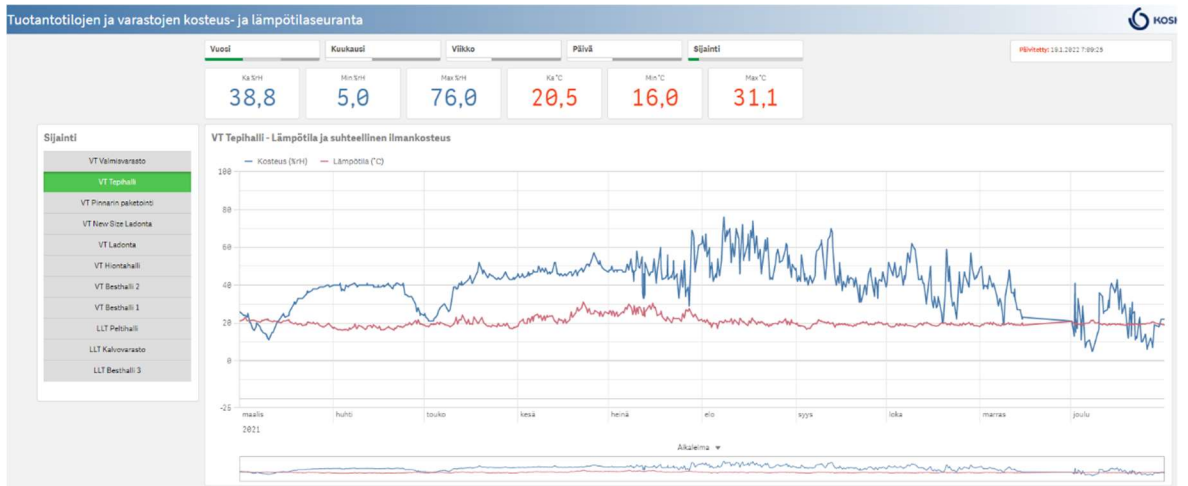 Tuotantotilojen ja varastojen kosteus- ja lämpötilaseuranta
KOSK
Vuosi Kuukausi Viikko Päivä Sijainti
Päivitetty: 19.1.2022 7:09:25
Ka %rH Min %rH Max %rH Ka °C Min °C Max °C
38,8 5,0 76,0 20,5 16,0 31,1
Sijainti
VT Valmisvarasto
VT Tepihalli
VT Pinnarin paketointi
VT New Size Ladonta
VT Ladonta
VT Hiontahalli
VT Besthalli 2
VT Besthalli 1
LLT Peltihalli
LLT Kalvovarasto
LLT Besthalli 3
VT Tepihalli - Lämpötila ja suhteellinen ilmankosteus
Kosteus (%rH) Lämpötila (°C)
100
80
60
40
20
0
-25
maalis huhti touko kesä heinä elo syys loka marras joulu
2021
Aikaleima